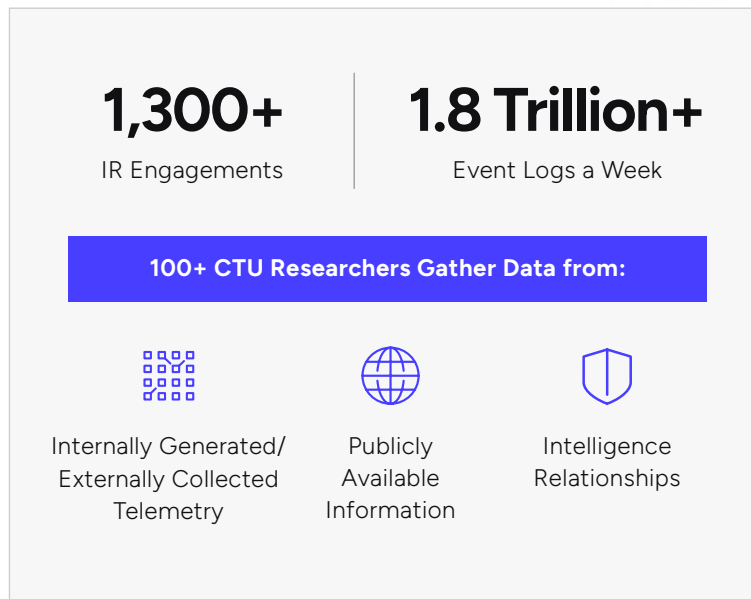 1,300+
IR Engagements
1.8 Trillion+
Event Logs a Week
100+ CTU Researchers Gather Data from:
Internally Generated/
Externally Collected
Telemetry
Publicly
Available
Information
Intelligence
Relationships